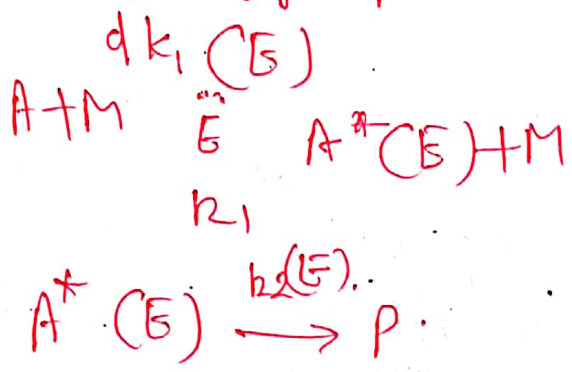 dk₁(E)
A+M E A*(E)+M
k₁
k₂(E)
A*(E) → P.